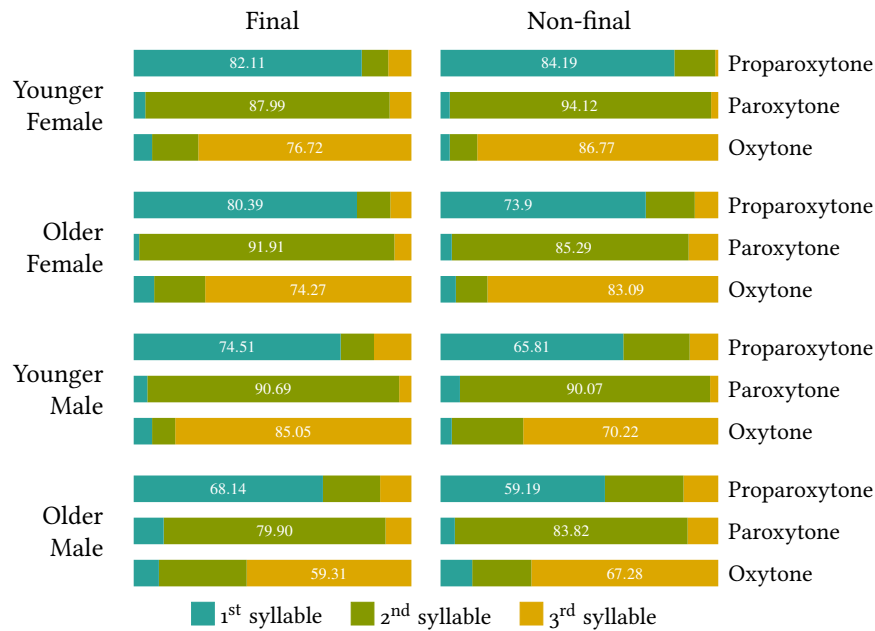 Final Non-final
82.11 84.19 Proparoxytone
Younger Female
87.99 94.12 Paroxytone
76.72 86.77 Oxytone
80.39 73.9 Proparoxytone
Older Female
91.91 85.29 Paroxytone
74.27 83.09 Oxytone
74.51 65.81 Proparoxytone
Younger Male
90.69 90.07 Paroxytone
85.05 70.22 Oxytone
68.14 59.19 Proparoxytone
Older Male
79.90 83.82 Paroxytone
59.31 67.28 Oxytone
1st syllable 2nd syllable 3rd syllable